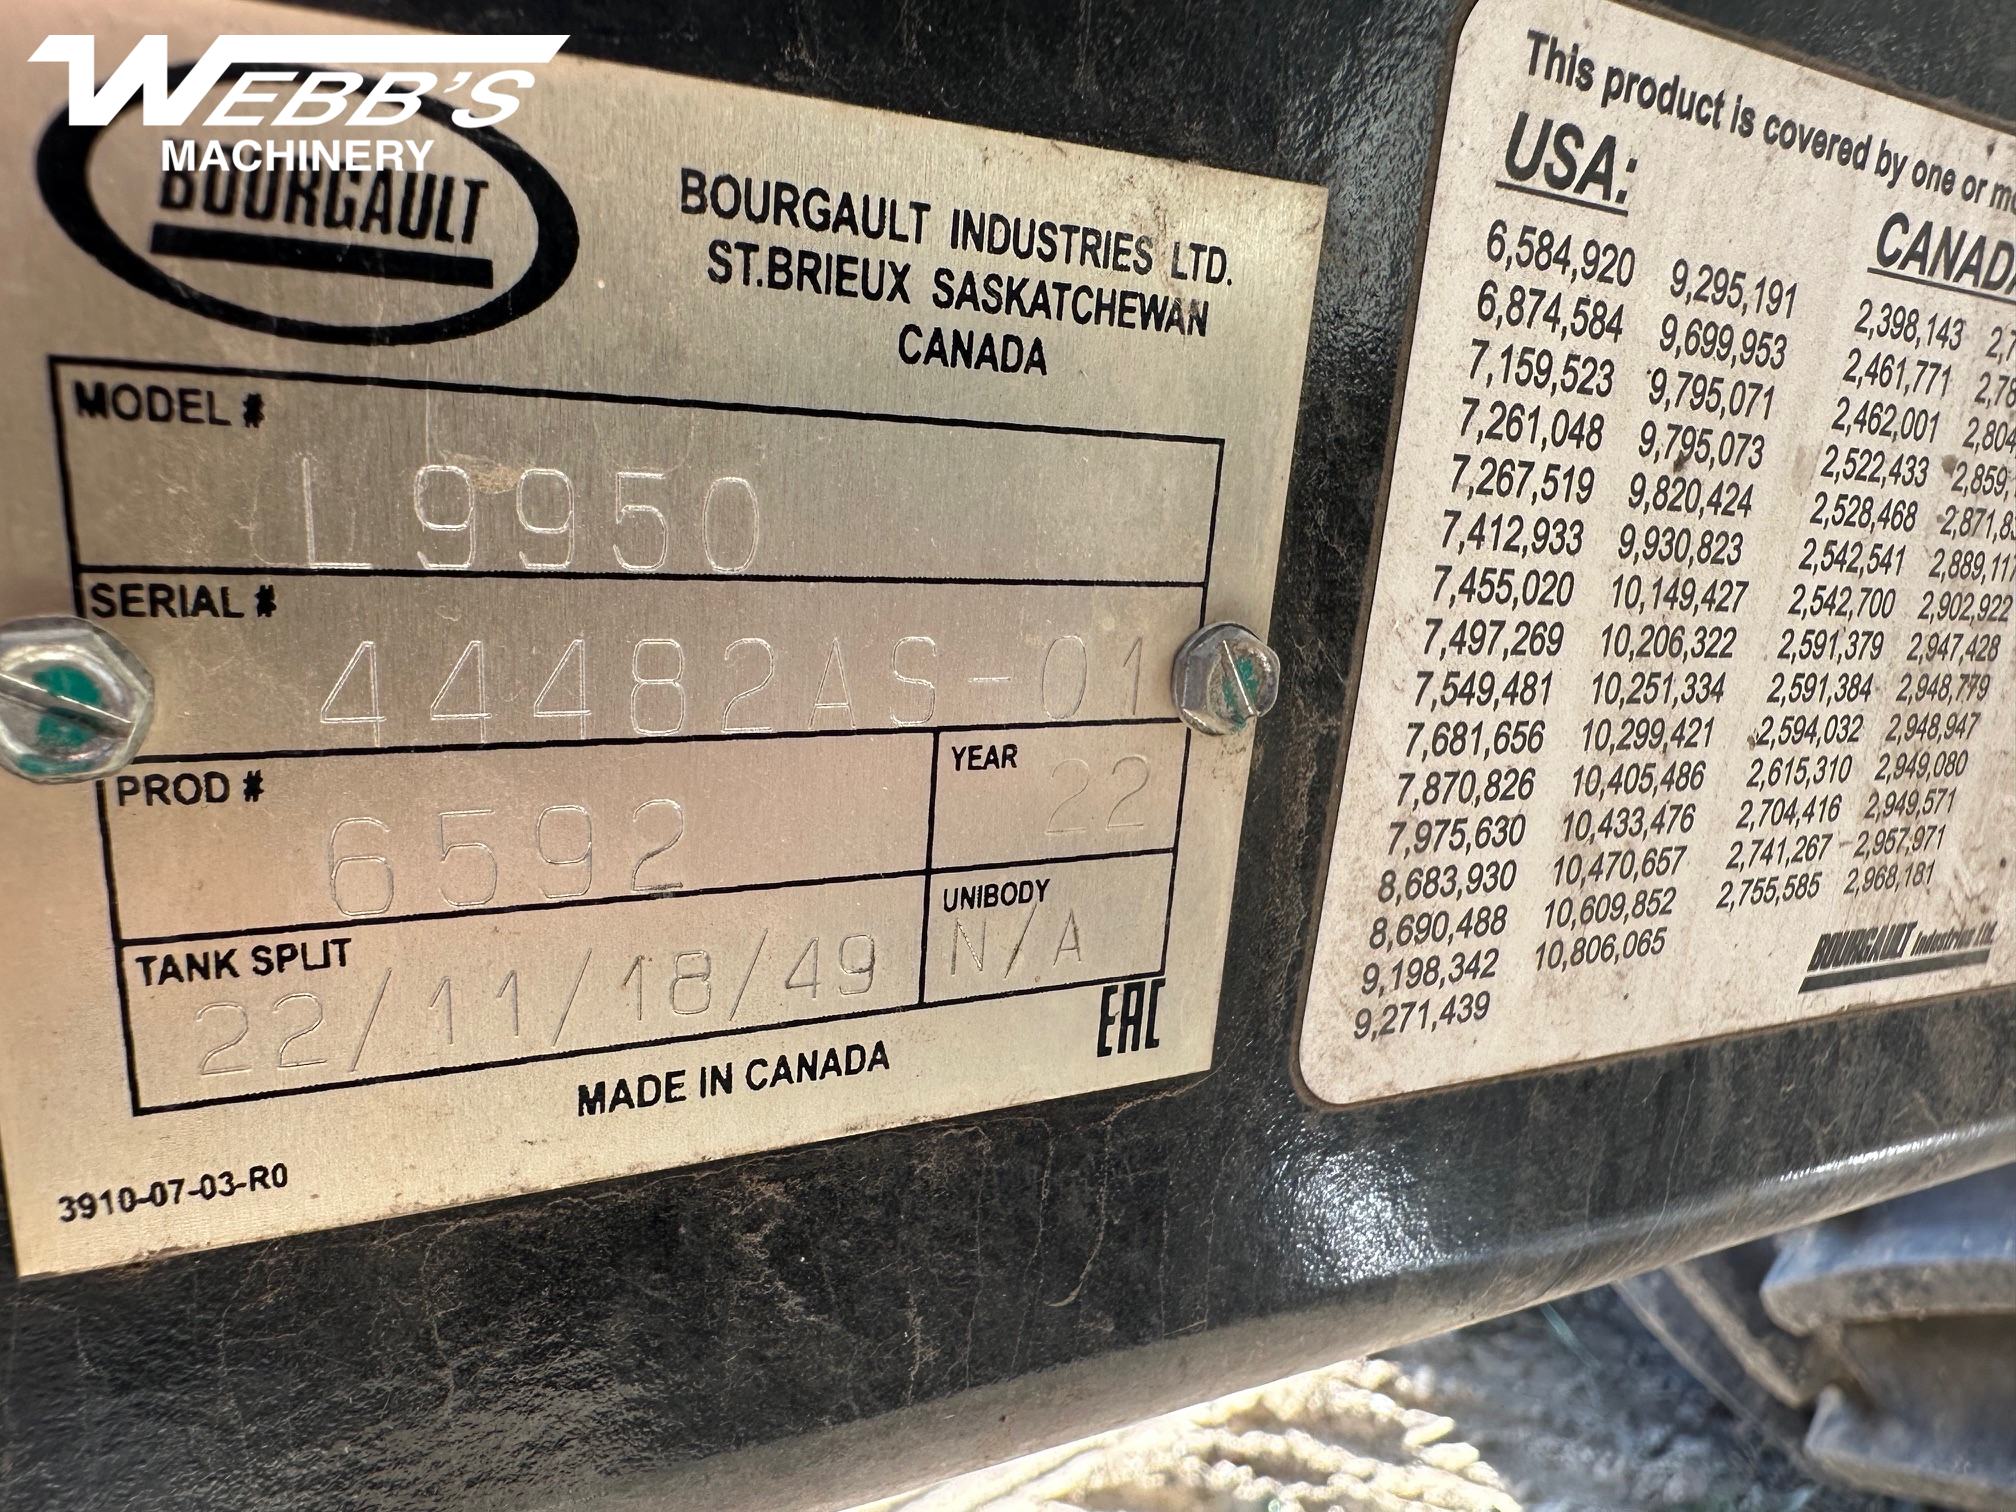 WEBB'S
MACHINERY
BOURGAULT
BOURGAULT INDUSTRIES LTD.
ST.BRIEUX SASKATCHEWAN
CANADA
MODEL #
L9950
SERIAL #
44482AS-01
PROD #
6592
YEAR
22
TANK SPLIT
22/11/18/49
UNIBODY
N/A
EAC
MADE IN CANADA
3910-07-03-R0
This product is covered by one or
USA:
6,584,920 9,295,191
6,874,584 9,699,953
7,159,523 9,795,071
7,261,048 9,795,073
7,267,519 9,820,424
7,412,933 9,930,823
7,455,020 10,149,427
7,497,269 10,206,322
7,549,481 10,251,334
7,681,656 10,299,421
7,870,826 10,405,486
7,975,630 10,433,476
8,683,930 10,470,657
8,690,488 10,609,852
9,198,342 10,806,065
9,271,439
CANAD
2,398,143
2,461,771
2,462,001
2,522,433
2,528,468
2,542,541
2,542,700 2,902,922
2,591,379 2,947,428
2,591,384 2,948,779
2,594,032 2,948,947
2,615,310 2,949,080
2,704,416 2,949,571
2,741,267 2,957,971
2,755,585 2,968,181
BOURGAULT Industries Ltd.